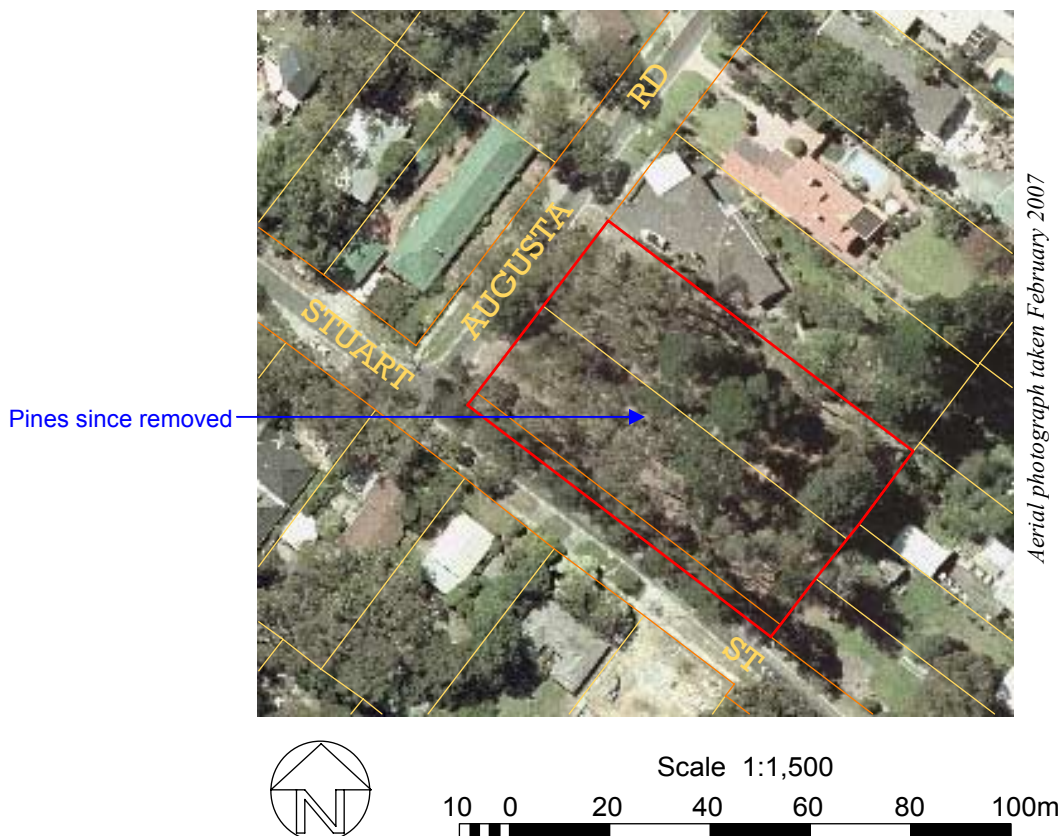 RD
AUGUSTA
STUART
Pines since removed
ST
Aerial photograph taken February 2007
N
Scale 1:1,500
10 0 20 40 60 80 100m